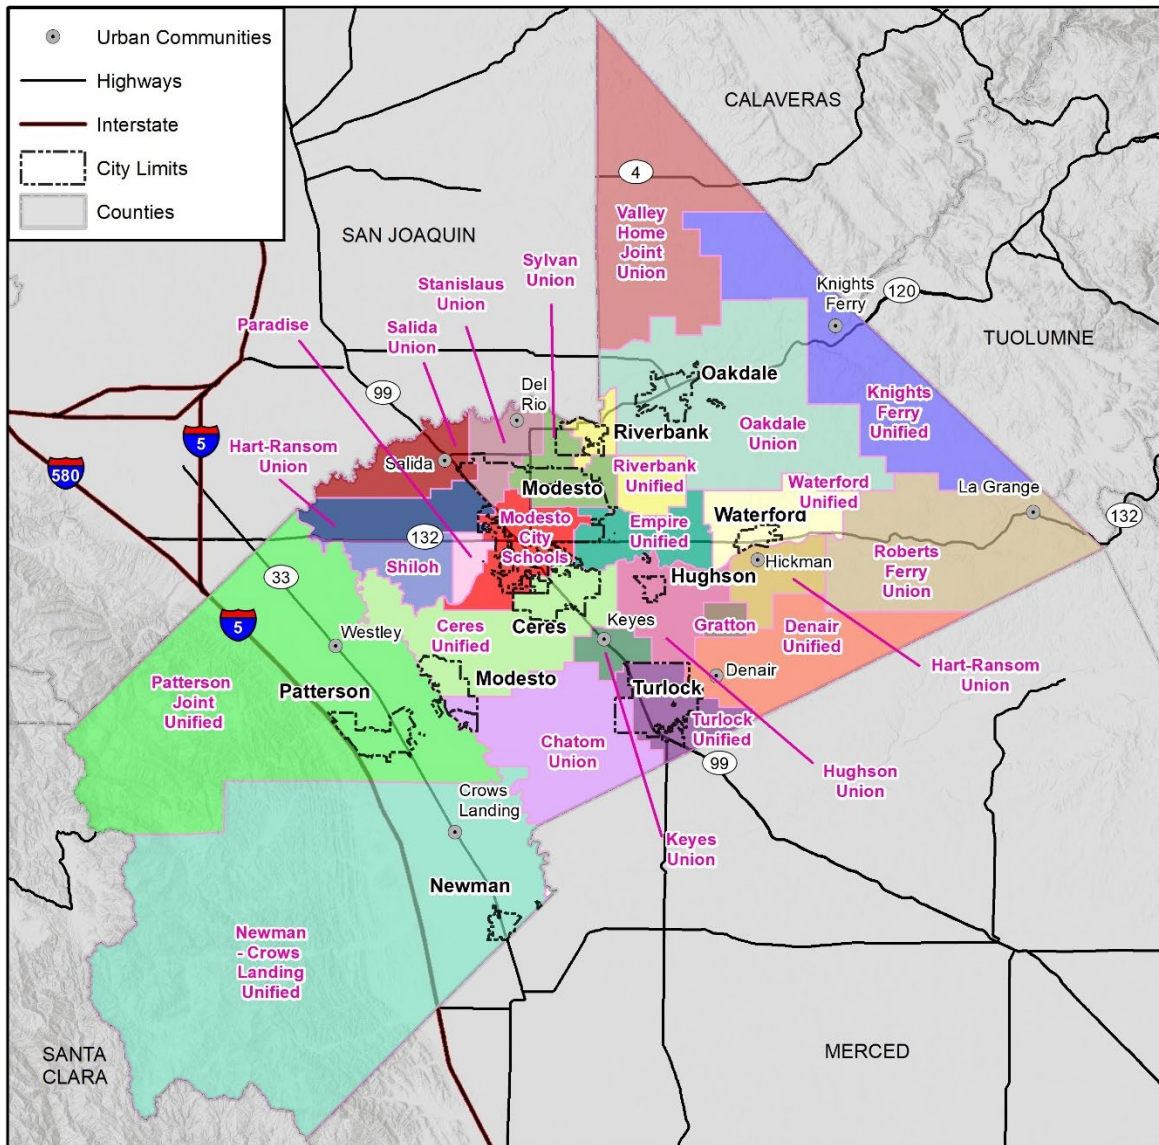 Urban Communities
Highways
Interstate
City Limits
Counties
CALAVERAS
4
SAN JOAQUIN
Valley
Home
Joint
Union
Sylvan
Union
Stanislaus
Union
Knights
Ferry
120
Paradise
Salida
Union
TUOLUMNE
Oakdale
99
Del
Rio
Knights
Ferry
Unified
5
Hart-Ransom
Union
Riverbank
Oakdale
Union
580
Salida
Riverbank
Unified
Waterford
Unified
La Grange
Modesto
Waterford
132
Modesto
City
Schools
Empire
Unified
132
Shiloh
Hickman
Roberts
Ferry
Union
33
Hughson
5
Westley
Ceres
Unified
Ceres
Keyes
Gratton
Denair
Unified
Hart-Ransom
Union
Patterson
Joint
Unified
Patterson
Modesto
Turlock
Denair
Turlock
Unified
Chatom
Union
99
Hughson
Union
Crows
Landing
Keyes
Union
Newman
Newman
- Crows
Landing
Unified
SANTA
CLARA
MERCED